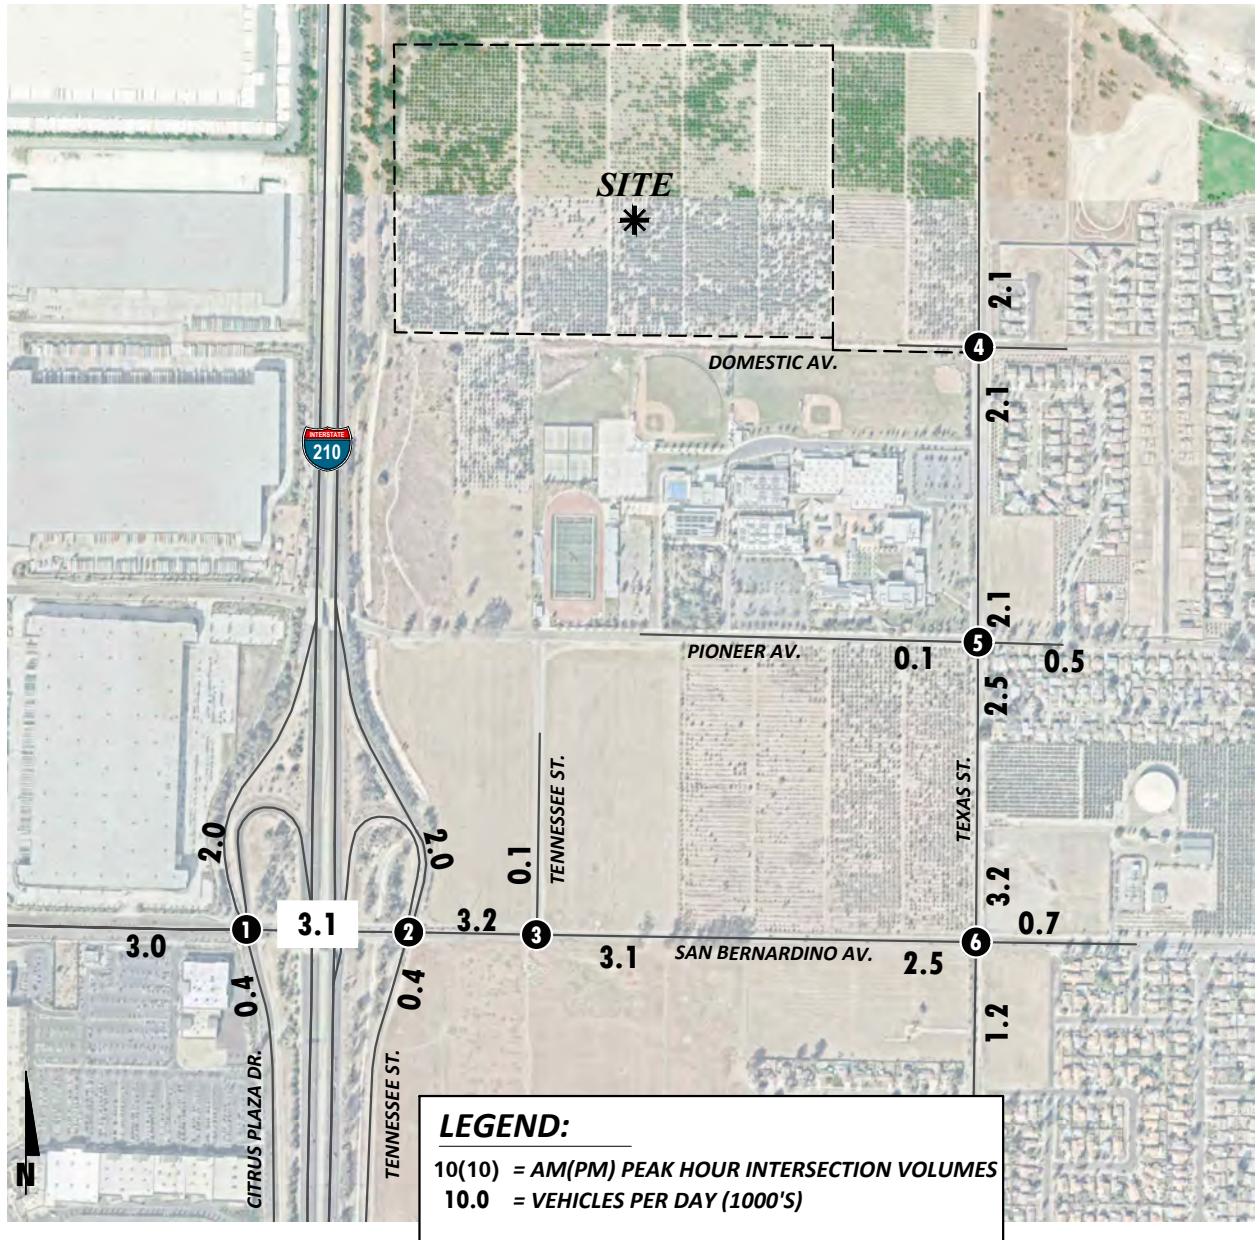 SITE
2.1
4
DOMESTIC AV.
2.1
INTERSTATE
210
2.1
PIONEER AV.
0.1
5
0.5
2.5
TENNESSEE ST.
TEXAS ST.
2.0
2.0
0.1
3.2
1
3.1
2
3.2
3
0.7
3.0
3.1
SAN BERNARDINO AV.
2.5
6
0.4
0.4
1.2
CITRUS PLAZA DR.
TENNESSEE ST.
N
LEGEND:
10(10) = AM(PM) PEAK HOUR INTERSECTION VOLUMES
10.0 = VEHICLES PER DAY (1000'S)